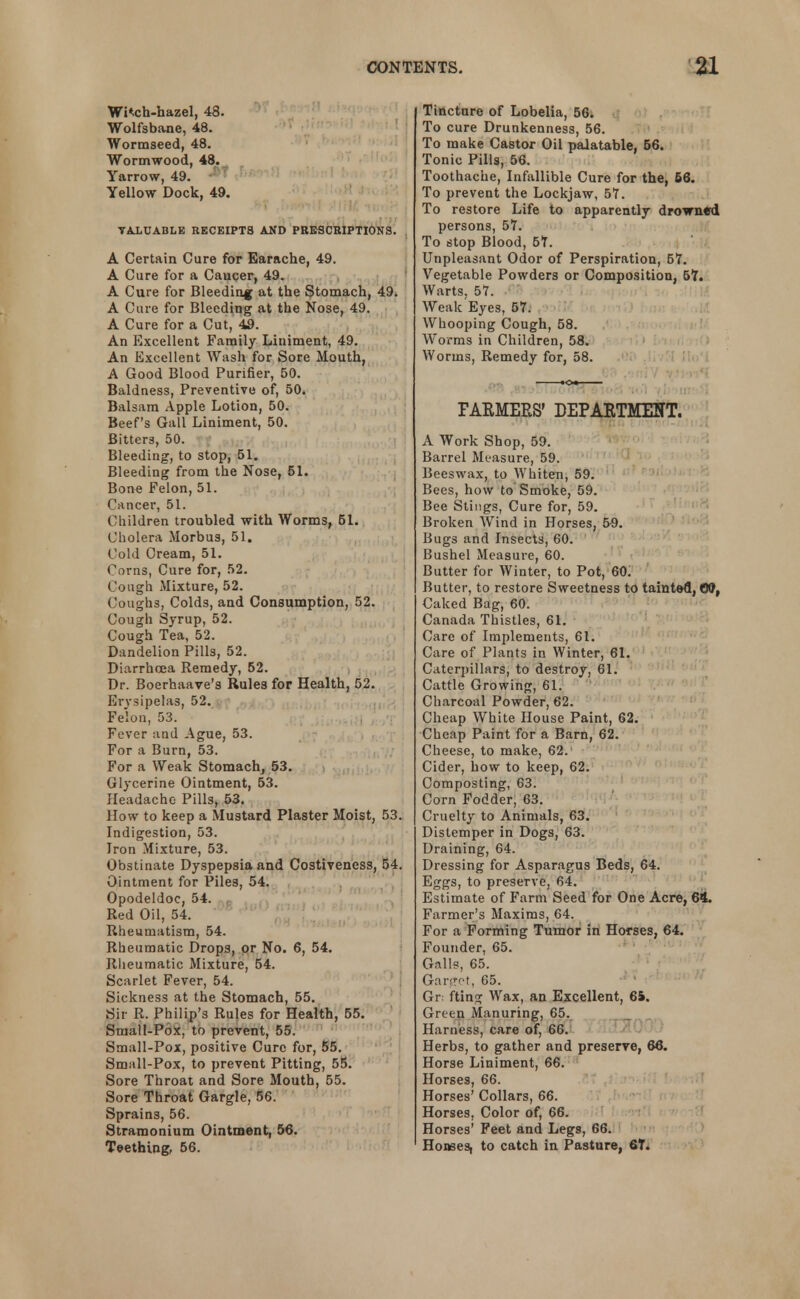 CONTENTS. 21
Witch-hazel, 48.
Wolfsbane, 48.
Wormseed, 48.
Wormwood, 48.
Yarrow, 49.
Yellow Dock, 49.
VALUABLE RECEIPTS AND PRESCRIPTIONS.
A Certain Cure for Earache, 49.
A Cure for a Cancer, 49.
A Cure for Bleeding at the Stomach, 49.
A Cure for Bleeding at the Nose, 49.
A Cure for a Cut, 49.
An Excellent Family Liniment, 49.
An Excellent Wash for Sore Mouth,
A Good Blood Purifier, 50.
Baldness, Preventive of, 50.
Balsam Apple Lotion, 50.
Beef's Gall Liniment, 50.
Bitters, 50.
Bleeding, to stop, 51.
Bleeding from the Nose, 51.
Bone Felon, 51.
Cancer, 51.
Children troubled with Worms, 51.
Cholera Morbus, 51.
Cold Cream, 51.
Corns, Cure for, 52.
Cough Mixture, 52.
Coughs, Colds, and Consumption, 52.
Cough Syrup, 52.
Cough Tea, 52.
Dandelion Pills, 52.
Diarrhœa Remedy, 52.
Dr. Boerhaave's Rules for Health, 52.
Erysipelas, 52.
Felon, 53.
Fever and Ague, 53.
For a Burn, 53.
For a Weak Stomach, 53.
Glycerine Ointment, 53.
Headache Pills, 53.
How to keep a Mustard Plaster Moist, 53.
Indigestion, 53.
Iron Mixture, 53.
Obstinate Dyspepsia and Costiveness, 54.
Ointment for Piles, 54.
Opodeldoc, 54.
Red Oil, 54.
Rheumatism, 54.
Rheumatic Drops, or No. 6, 54.
Rheumatic Mixture, 54.
Scarlet Fever, 54.
Sickness at the Stomach, 55.
Sir R. Philip's Rules for Health, 55.
Small-Pox, to prevent, 55.
Small-Pox, positive Cure for, 55.
Small-Pox, to prevent Pitting, 55.
Sore Throat and Sore Mouth, 55.
Sore Throat Gargle, 56.
Sprains, 56.
Stramonium Ointment, 56.
Teething, 56.
Tincture of Lobelia, 56.
To cure Drunkenness, 56.
To make Castor Oil palatable, 56.
Tonic Pills, 56.
Toothache, Infallible Cure for the, 56.
To prevent the Lockjaw, 57.
To restore Life to apparently drowned
persons, 57.
To stop Blood, 57.
Unpleasant Odor of Perspiration, 57.
Vegetable Powders or Composition, 57.
Warts, 57.
Weak Eyes, 57.
Whooping Cough, 58.
Worms in Children, 58.
Worms, Remedy for, 58.
FARMERS' DEPARTMENT.
A Work Shop, 59.
Barrel Measure, 59.
Beeswax, to Whiten, 59.
Bees, how to Smoke, 59.
Bee Stings, Cure for, 59.
Broken Wind in Horses, 59.
Bugs and Insects, 60.
Bushel Measure, 60.
Butter for Winter, to Pot, 60.
Butter, to restore Sweetness to tainted, 60,
Caked Bag, 60.
Canada Thistles, 61.
Care of Implements, 61.
Care of Plants in Winter, 61.
Caterpillars, to destroy, 61.
Cattle Growing, 61.
Charcoal Powder, 62.
Cheap White House Paint, 62.
Cheap Paint for a Barn, 62.
Cheese, to make, 62.
Cider, how to keep, 62.
Composting, 63.
Corn Fodder, 63.
Cruelty to Animals, 63.
Distemper in Dogs, 63.
Draining, 64.
Dressing for Asparagus Beds, 64.
Eggs, to preserve, 64.
Estimate of Farm Seed for One Acre, 64.
Farmer's Maxims, 64.
For a Forming Tumor in Horses, 64.
Founder, 65.
Galls, 65.
Garget, 65.
Grafting Wax, an Excellent, 65.
Green Manuring, 65.
Harness, care of, 66.
Herbs, to gather and preserve, 66.
Horse Liniment, 66.
Horses, 66.
Horses' Collars, 66.
Horses, Color of, 66.
Horses' Feet and Legs, 66.
Horses, to catch in Pasture, 67.